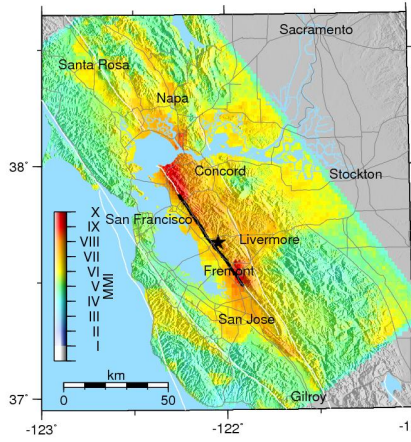 Sacramento
Santa Rosa
Napa
38°
Concord
Stockton
San Francisco
Livermore
Fremont
San Jose
X
IX
VIII
VII
VI
V
IV
III
II
I
MMI
km
0
50
Gilroy
37°
-123°
-122°
-1